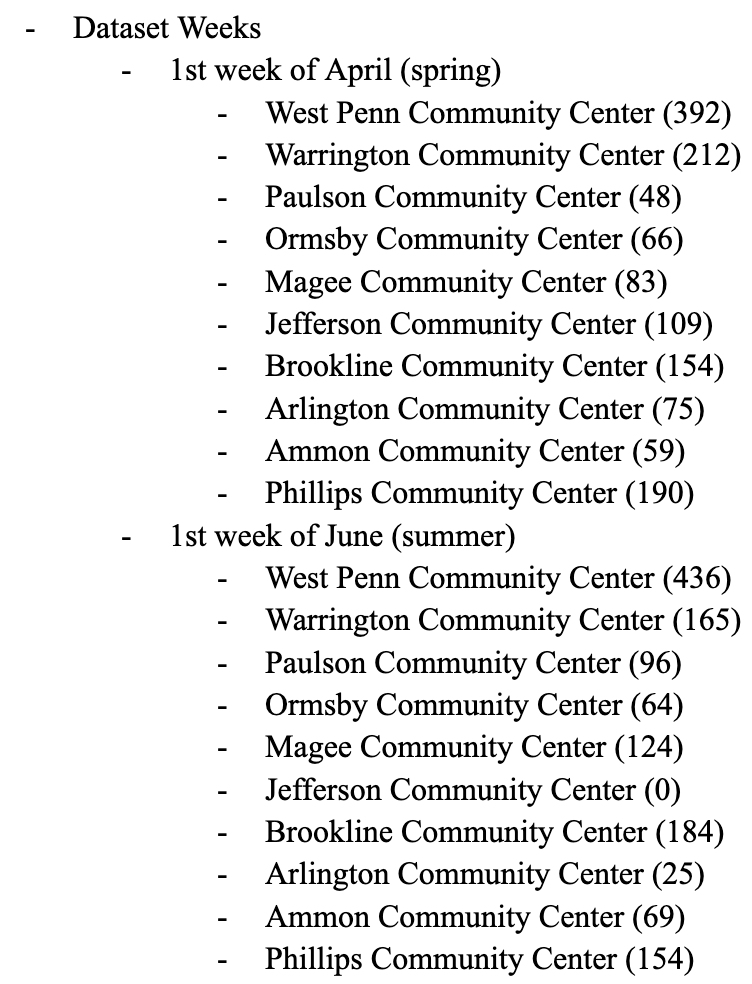 - Dataset Weeks
- 1st week of April (spring)
- West Penn Community Center (392)
- Warrington Community Center (212)
- Paulson Community Center (48)
- Ormsby Community Center (66)
- Magee Community Center (83)
- Jefferson Community Center (109)
- Brookline Community Center (154)
- Arlington Community Center (75)
- Ammon Community Center (59)
- Phillips Community Center (190)
- 1st week of June (summer)
- West Penn Community Center (436)
- Warrington Community Center (165)
- Paulson Community Center (96)
- Ormsby Community Center (64)
- Magee Community Center (124)
- Jefferson Community Center (0)
- Brookline Community Center (184)
- Arlington Community Center (25)
- Ammon Community Center (69)
- Phillips Community Center (154)